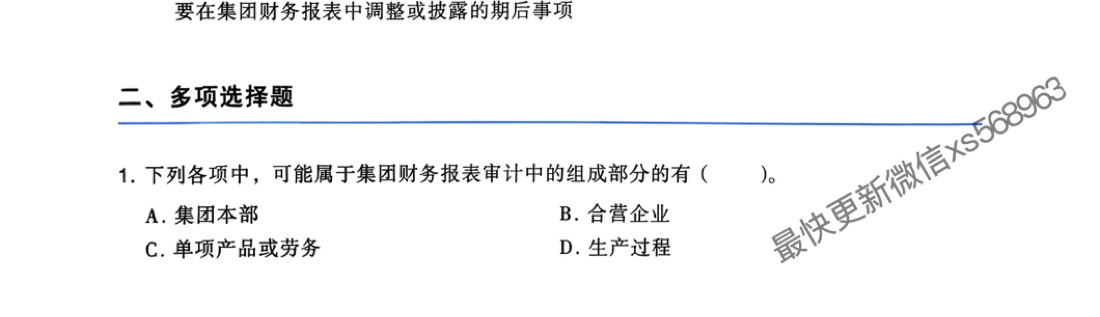 要在集团财务报表中调整或披露的期后事项
二、多项选择题
1. 下列各项中，可能属于集团财务报表审计中的组成部分的有（　　）。
A. 集团本部　　B. 合营企业
C. 单项产品或劳务　　D. 生产过程
最快更新微信xs568963